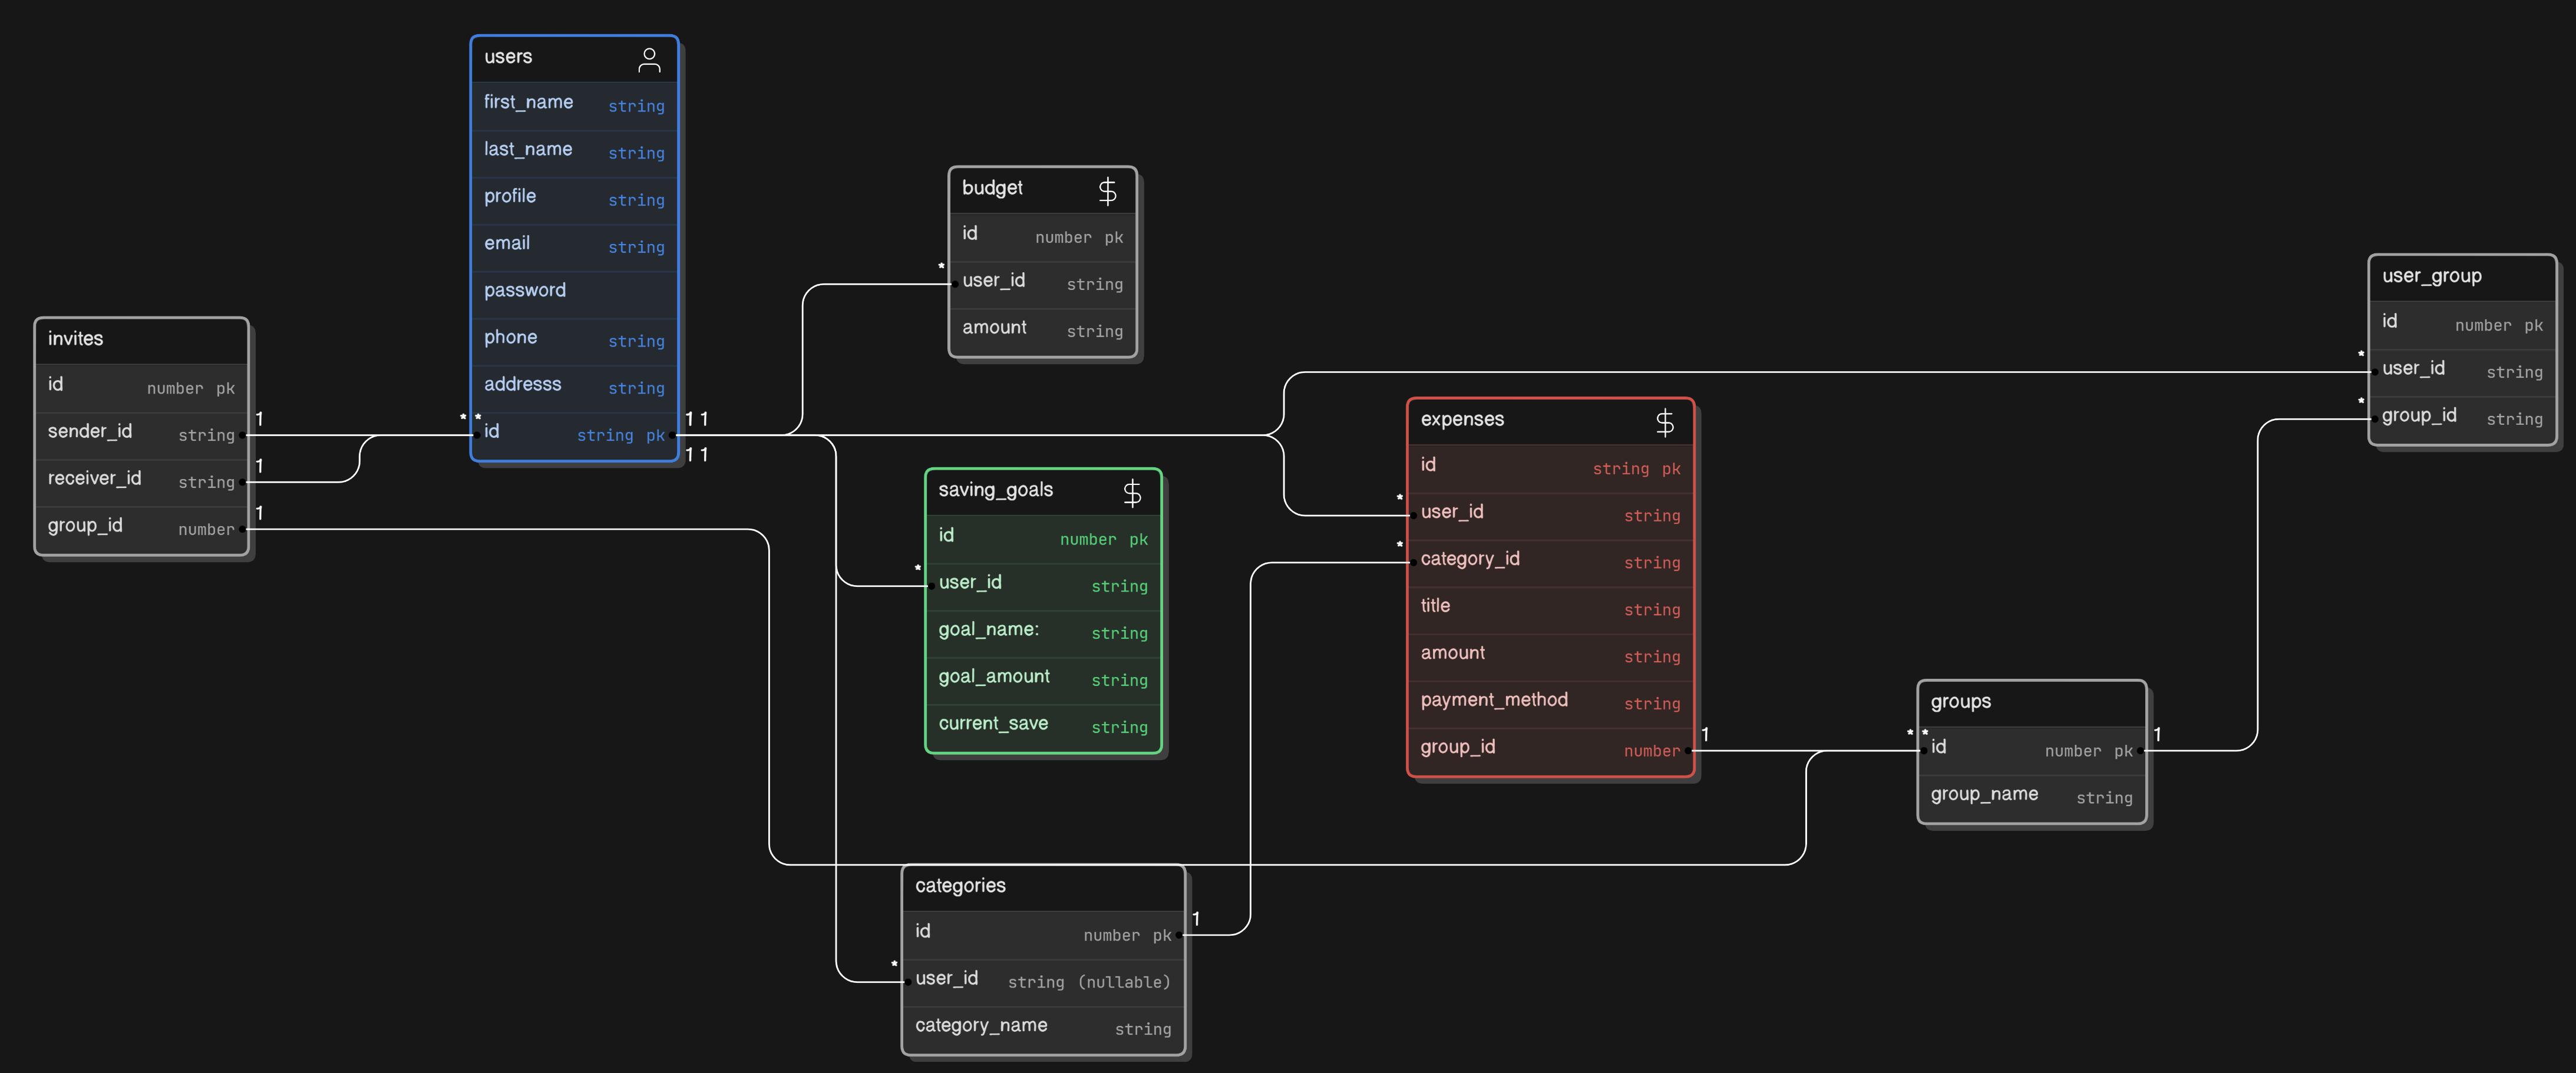 users
first_name string
last_name string
profile string
email string
password
phone string
addresss string
* * id string pk 1 1
1 1
invites
id number pk
sender_id string 1
receiver_id string 1
group_id number 1
budget $
id number pk
* user_id string
amount string
saving_goals $
id number pk
* user_id string
goal_name: string
goal_amount string
current_save string
categories
id number pk 1
* user_id string (nullable)
category_name string
expenses $
id string pk
* user_id string
* category_id string
title string
amount string
payment_method string
group_id number 1
groups
* * id number pk 1
group_name string
user_group
id number pk
* user_id string
* group_id string